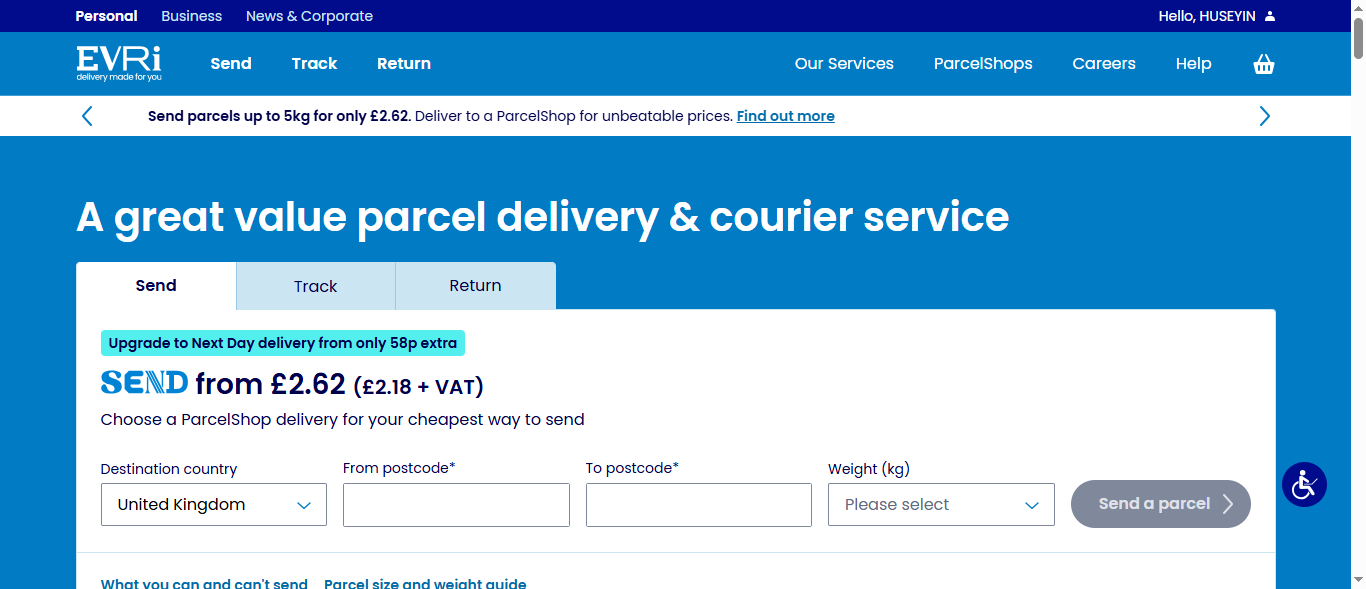 Personal Business News & Corporate Hello, HUSEYIN
EVRi
delivery made for you
Send Track Return Our Services ParcelShops Careers Help
Send parcels up to 5kg for only £2.62. Deliver to a ParcelShop for unbeatable prices. Find out more
A great value parcel delivery & courier service
Send Track Return
Upgrade to Next Day delivery from only 58p extra
SEND from £2.62 (£2.18 + VAT)
Choose a ParcelShop delivery for your cheapest way to send
Destination country From postcode* To postcode* Weight (kg)
United Kingdom Please select Send a parcel
What you can and can't send Parcel size and weight guide